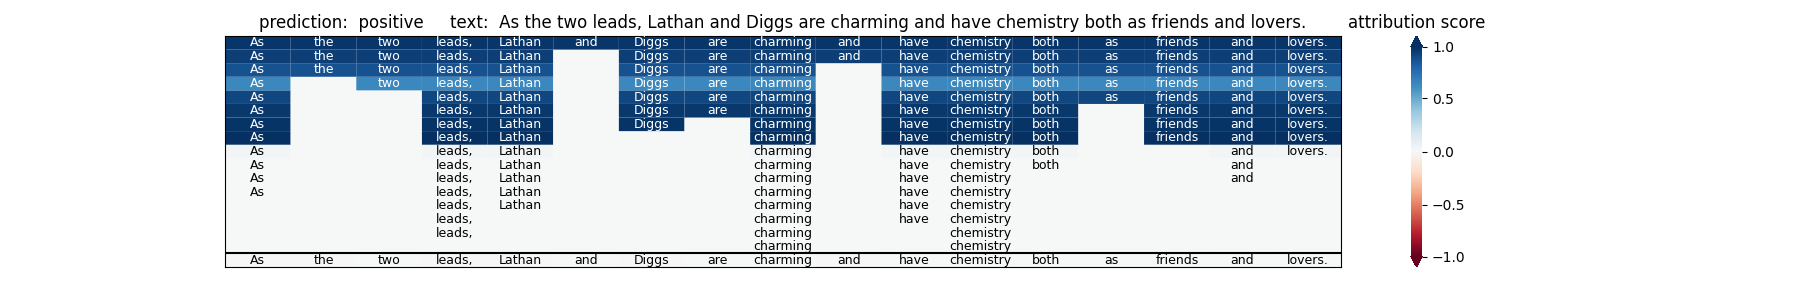 prediction: positive text: As the two leads, Lathan and Diggs are charming and have chemistry both as friends and lovers. attribution score
As the two leads, Lathan and Diggs are charming and have chemistry both as friends and lovers. 1.0
As the two leads, Lathan Diggs are charming and have chemistry both as friends and lovers.
As the two leads, Lathan Diggs are charming have chemistry both as friends and lovers.
As two leads, Lathan Diggs are charming have chemistry both as friends and lovers.
As leads, Lathan Diggs are charming have chemistry both as friends and lovers. 0.5
As leads, Lathan Diggs are charming have chemistry both friends and lovers.
As leads, Lathan Diggs charming have chemistry both friends and lovers.
As leads, Lathan charming have chemistry both friends and lovers.
As leads, Lathan charming have chemistry both and lovers. 0.0
As leads, Lathan charming have chemistry both and
As leads, Lathan charming have chemistry and
As leads, Lathan charming have chemistry
leads, Lathan charming have chemistry −0.5
leads, charming have chemistry
leads, charming chemistry
charming chemistry
As the two leads, Lathan and Diggs are charming and have chemistry both as friends and lovers. −1.0